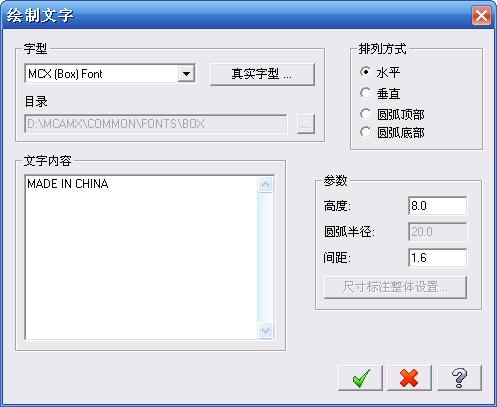 绘制文字
字型
MCX (Box) Font
真实字型 ...
目录
D:\MCAMX\COMMON\FONTS\BOX
...
排列方式
水平
垂直
圆弧顶部
圆弧底部
文字内容
MADE IN CHINA
参数
高度: 8.0
圆弧半径: 20.0
间距: 1.6
尺寸标注整体设置...